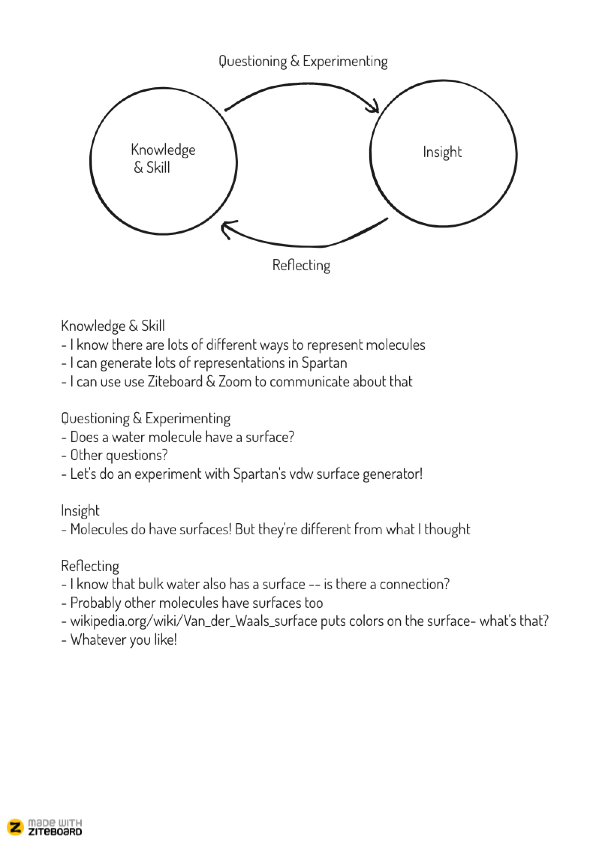 Questioning & Experimenting
Knowledge
& Skill
Insight
Reflecting
Knowledge & Skill
- I know there are lots of different ways to represent molecules
- I can generate lots of representations in Spartan
- I can use use Ziteboard & Zoom to communicate about that
Questioning & Experimenting
- Does a water molecule have a surface?
- Other questions?
- Let's do an experiment with Spartan's vdw surface generator!
Insight
- Molecules do have surfaces! But they're different from what I thought
Reflecting
- I know that bulk water also has a surface -- is there a connection?
- Probably other molecules have surfaces too
- wikipedia.org/wiki/Van_der_Waals_surface puts colors on the surface- what's that?
- Whatever you like!
Z
MADE WITH
ZITEBOARD